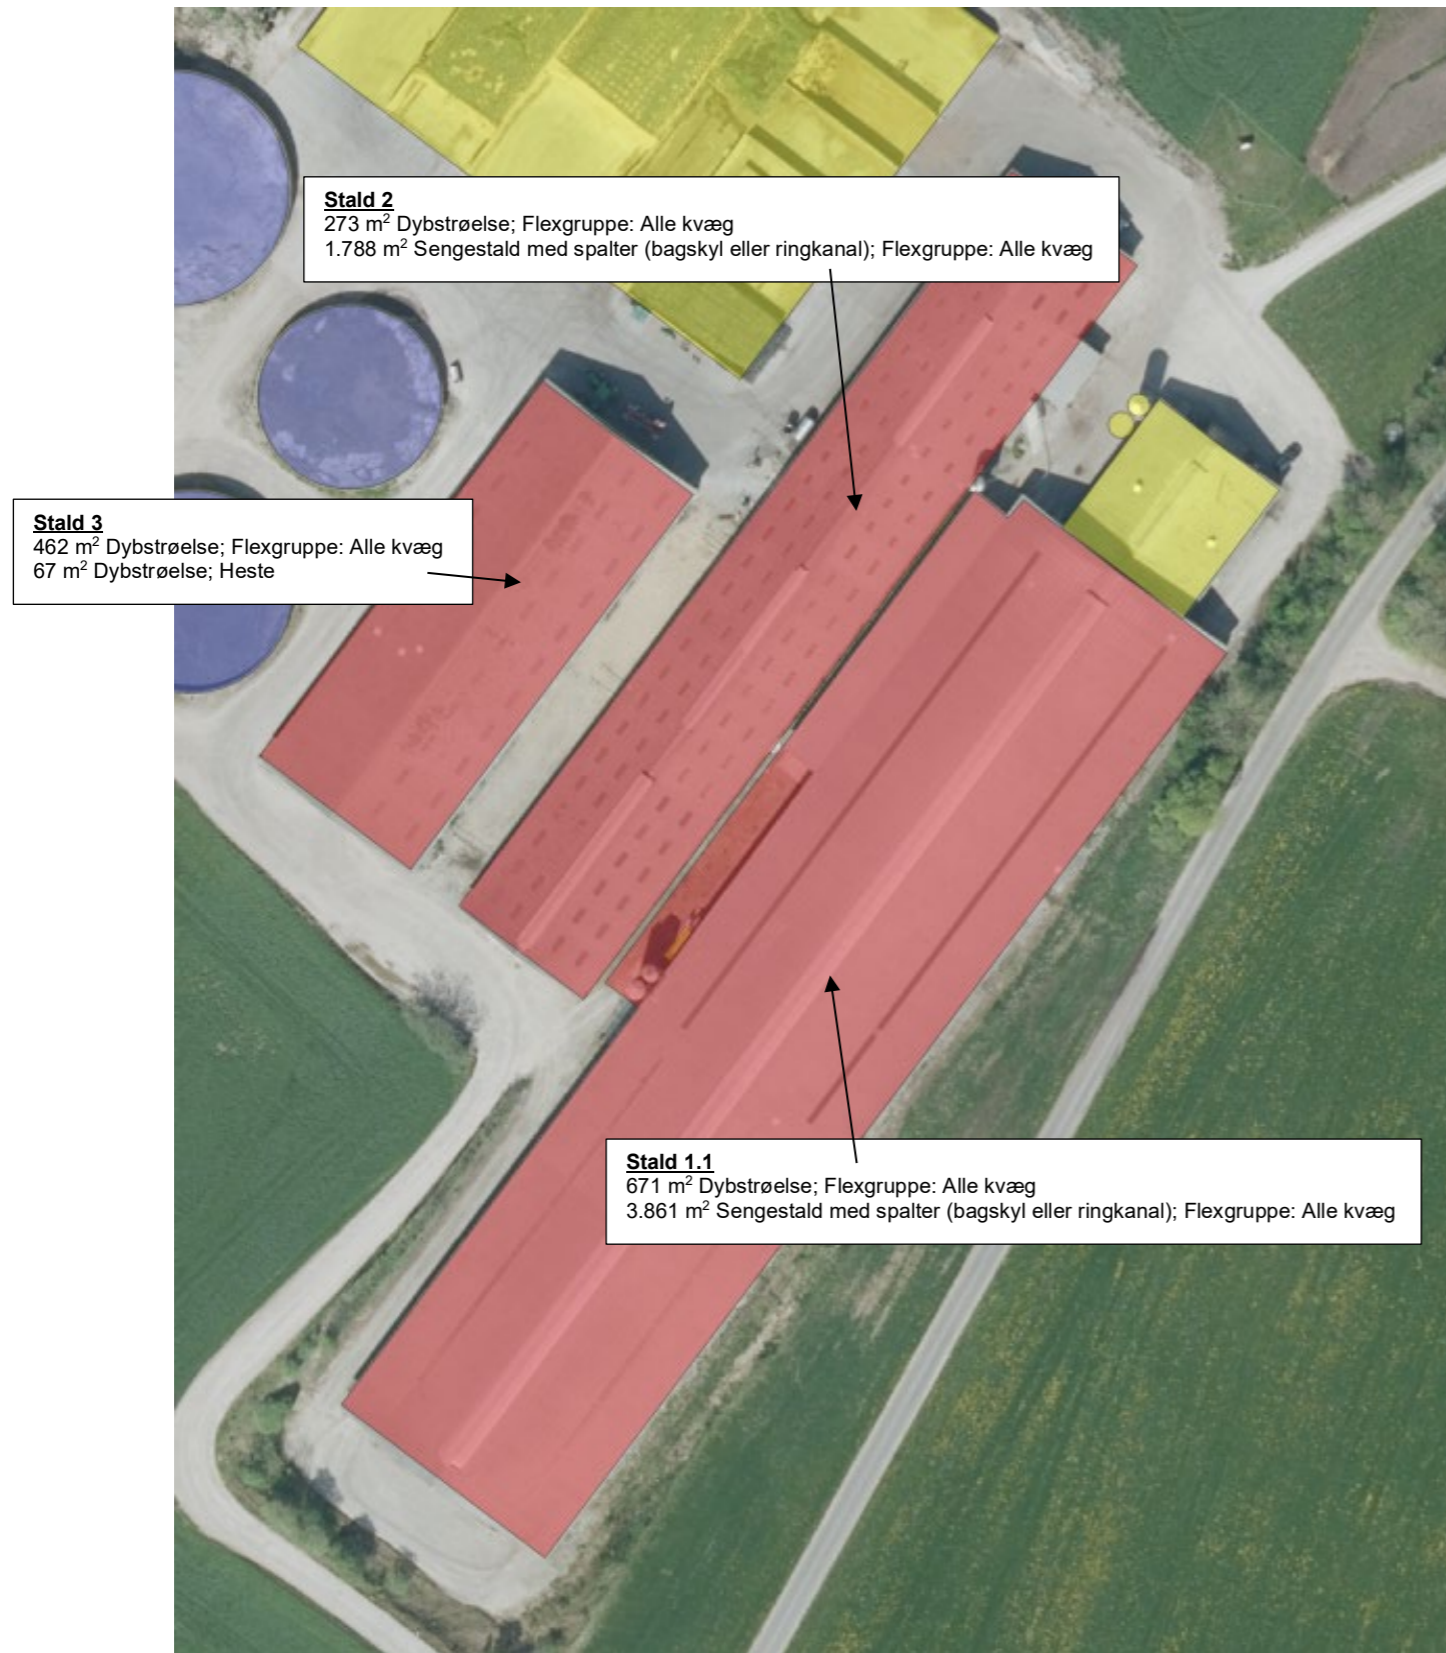 Stald 2
273 m² Dybstrøelse; Flexgruppe: Alle kvæg
1.788 m² Sengestald med spalter (bagskyl eller ringkanal); Flexgruppe: Alle kvæg
Stald 3
462 m² Dybstrøelse; Flexgruppe: Alle kvæg
67 m² Dybstrøelse; Heste
Stald 1.1
671 m² Dybstrøelse; Flexgruppe: Alle kvæg
3.861 m² Sengestald med spalter (bagskyl eller ringkanal); Flexgruppe: Alle kvæg